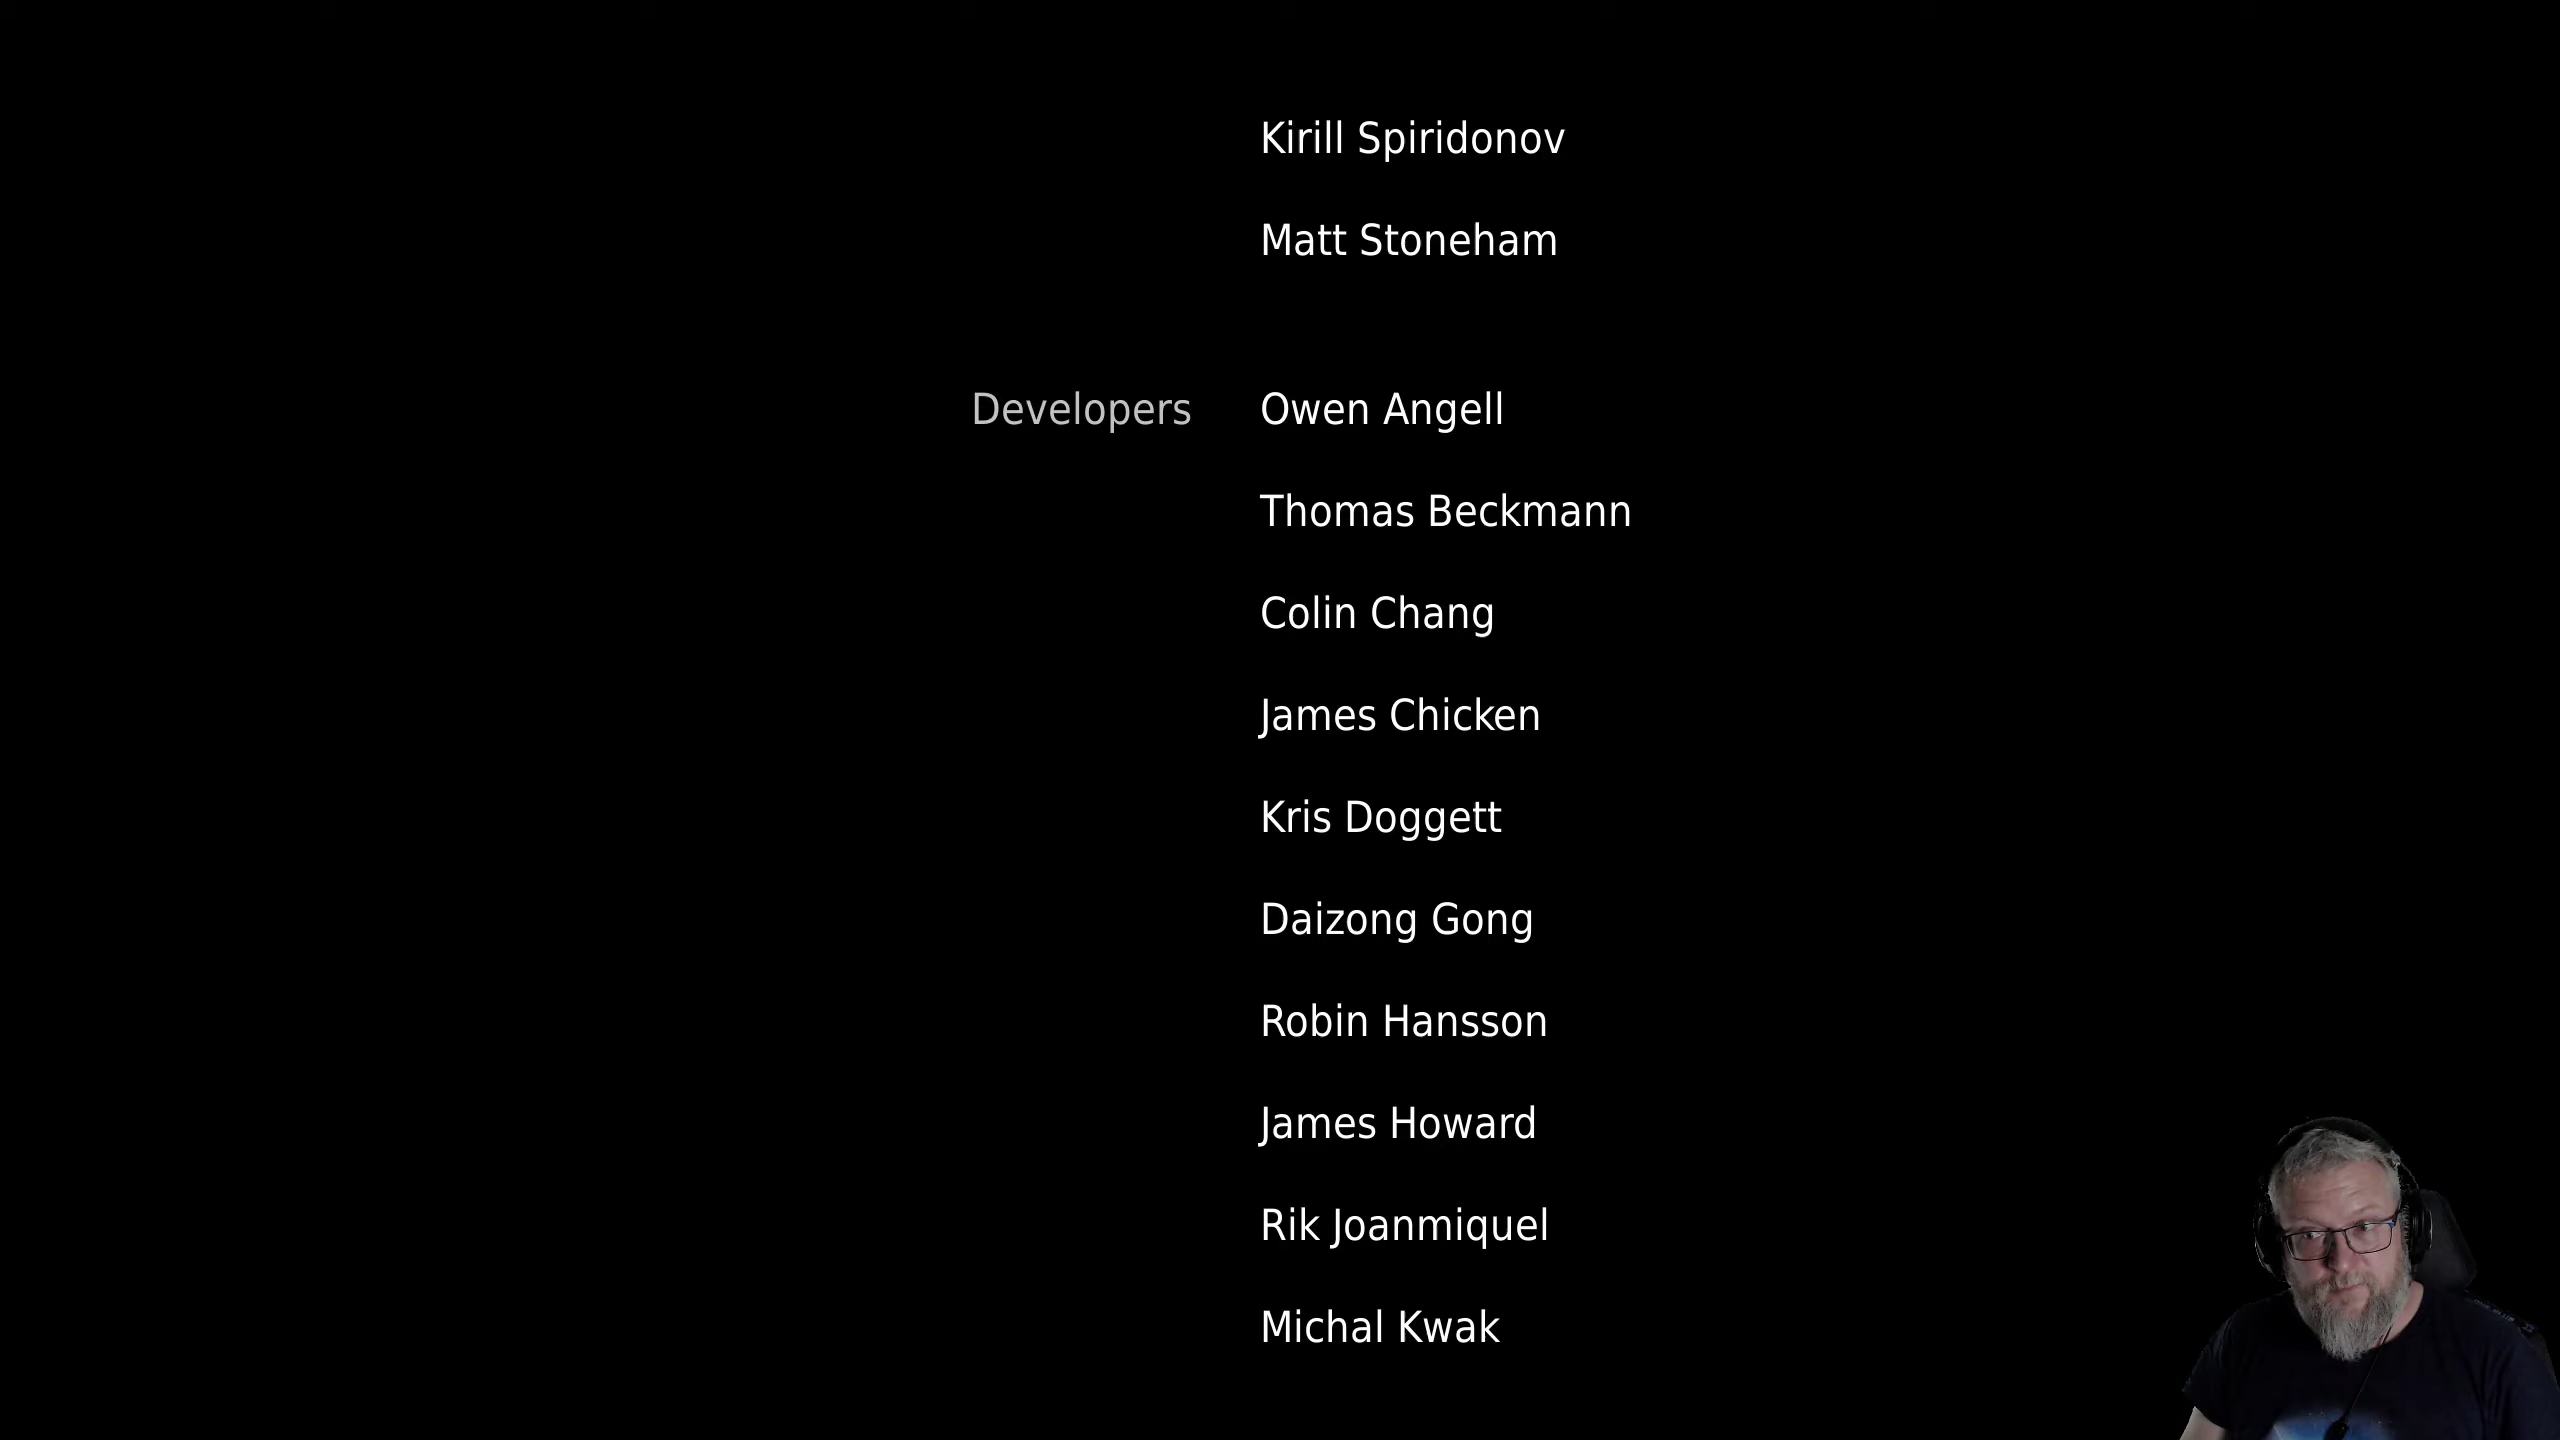 Kirill Spiridonov
Matt Stoneham
Developers Owen Angell
Thomas Beckmann
Colin Chang
James Chicken
Kris Doggett
Daizong Gong
Robin Hansson
James Howard
Rik Joanmiquel
Michal Kwak